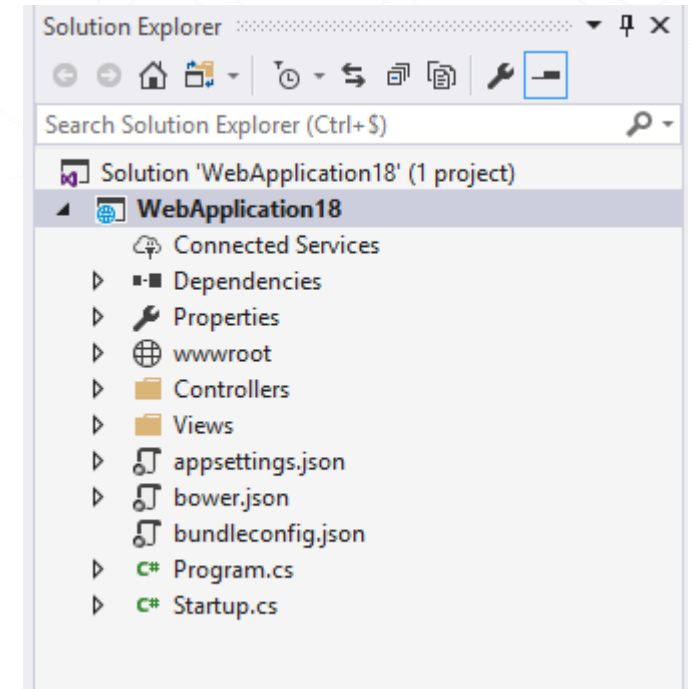 Solution Explorer
Search Solution Explorer (Ctrl+$)
Solution 'WebApplication18' (1 project)
WebApplication18
Connected Services
Dependencies
Properties
wwwroot
Controllers
Views
appsettings.json
bower.json
bundleconfig.json
C# Program.cs
C# Startup.cs